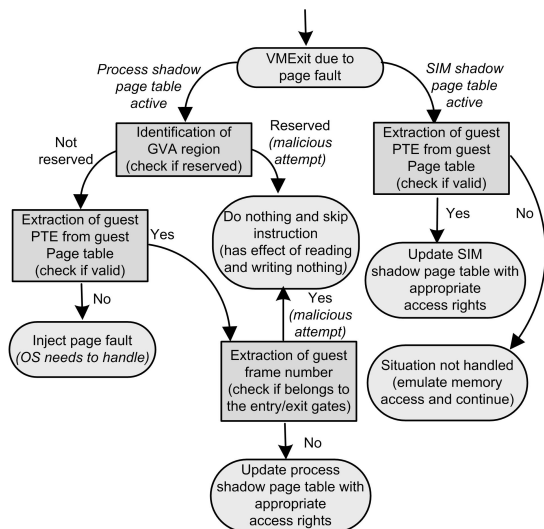 VMExit due to
page fault
Process shadow
page table
active
SIM shadow
page table
active
Identification of
GVA region
(check if reserved)
Reserved
(malicious
attempt)
Not
reserved
Extraction of guest
PTE from guest
Page table
(check if valid)
No
Yes
Extraction of guest
PTE from guest
Page table
(check if valid)
Yes
Do nothing and skip
instruction
(has effect of reading
and writing nothing)
Update SIM
shadow page table with
appropriate
access rights
No
Inject page fault
(OS needs to handle)
Yes
(malicious
attempt)
Extraction of guest
frame number
(check if belongs to
the entry/exit gates)
Situation not handled
(emulate memory
access and continue)
No
Update process
shadow page table with
appropriate
access rights